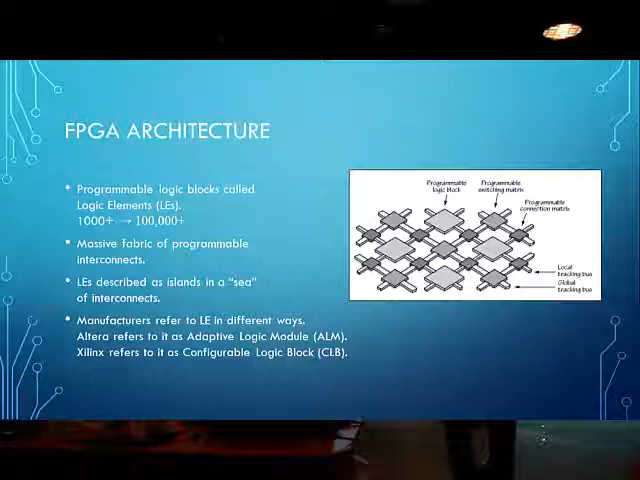 FPGA ARCHITECTURE
• Programmable logic blocks called
Logic Elements (LEs).
1000+ → 100,000+
• Massive fabric of programmable
interconnects.
• LEs described as islands in a "sea"
of interconnects.
• Manufacturers refer to LE in different ways.
Altera refers to it as Adaptive Logic Module (ALM).
Xilinx refers to it as Configurable Logic Block (CLB).
Programmable
logic block
Programmable
switching matrix
Programmable
connection matrix
Local
tracking bus
Global
tracking bus